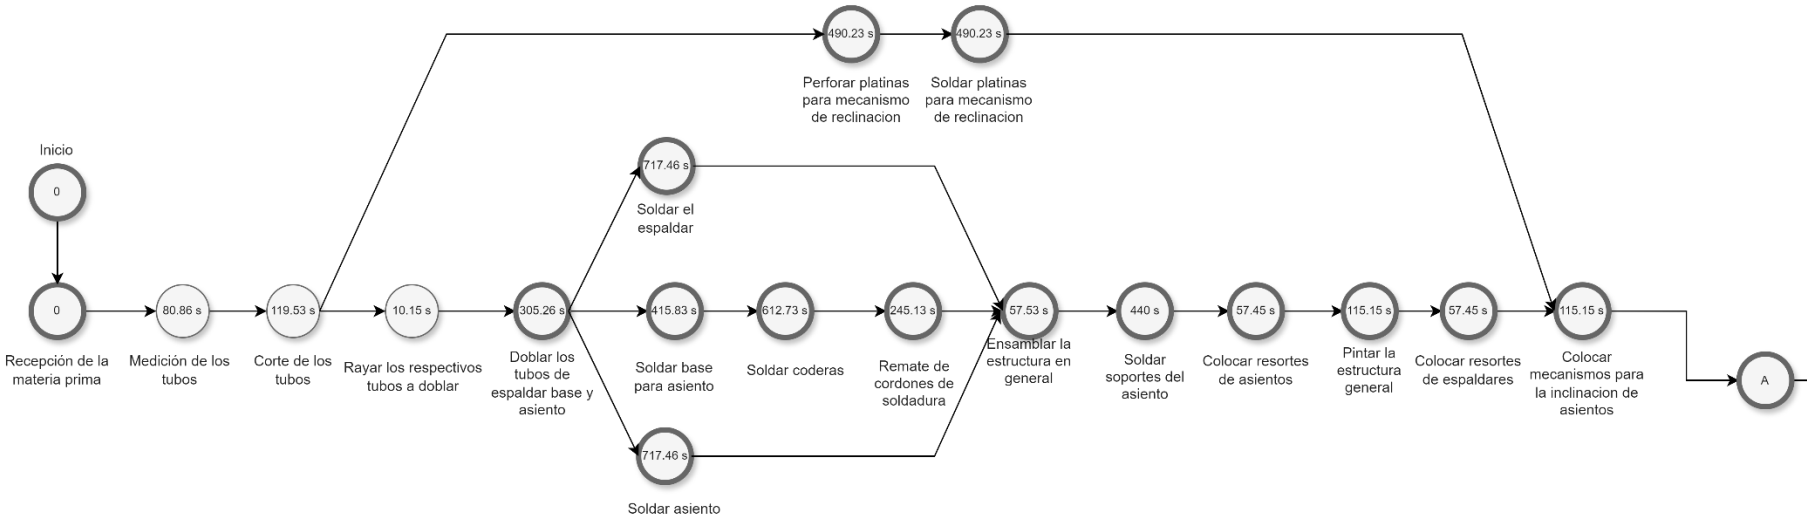 490.23 s
490.23 s
Perforar platinas
para mecanismo
de reclinacion
Soldar platinas
para mecanismo
de reclinacion
Inicio
0
717.46 s
Soldar el
espaldar
0
80.86 s
119.53 s
10.15 s
305.26 s
415.83 s
612.73 s
245.13 s
57.53 s
440 s
57.45 s
115.15 s
57.45 s
115.15 s
Recepción de la
materia prima
Medición de los
tubos
Corte de los
tubos
Rayar los respectivos
tubos a doblar
Doblar los
tubos de
espaldar base y
asiento
Soldar base
para asiento
Soldar coderas
Remate de
cordones de
soldadura
Ensamblar la
estructura en
general
Soldar
soportes del
asiento
Colocar resortes
de asientos
Pintar la
estructura
general
Colocar resortes
de espaldares
Colocar
mecanismos para
la inclinacion de
asientos
A
717.46 s
Soldar asiento